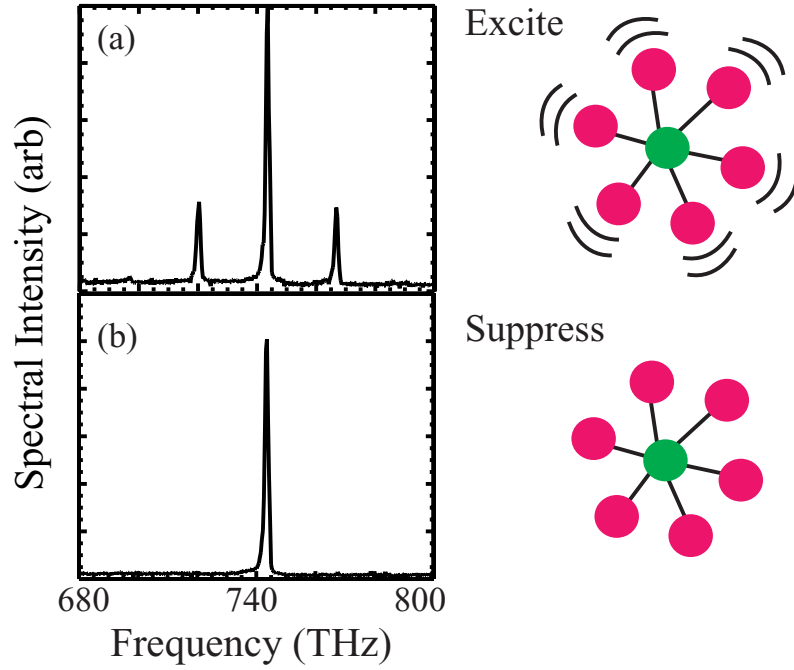 (a)
Excite
(b)
Suppress
Spectral Intensity (arb)
680
740
800
Frequency (THz)